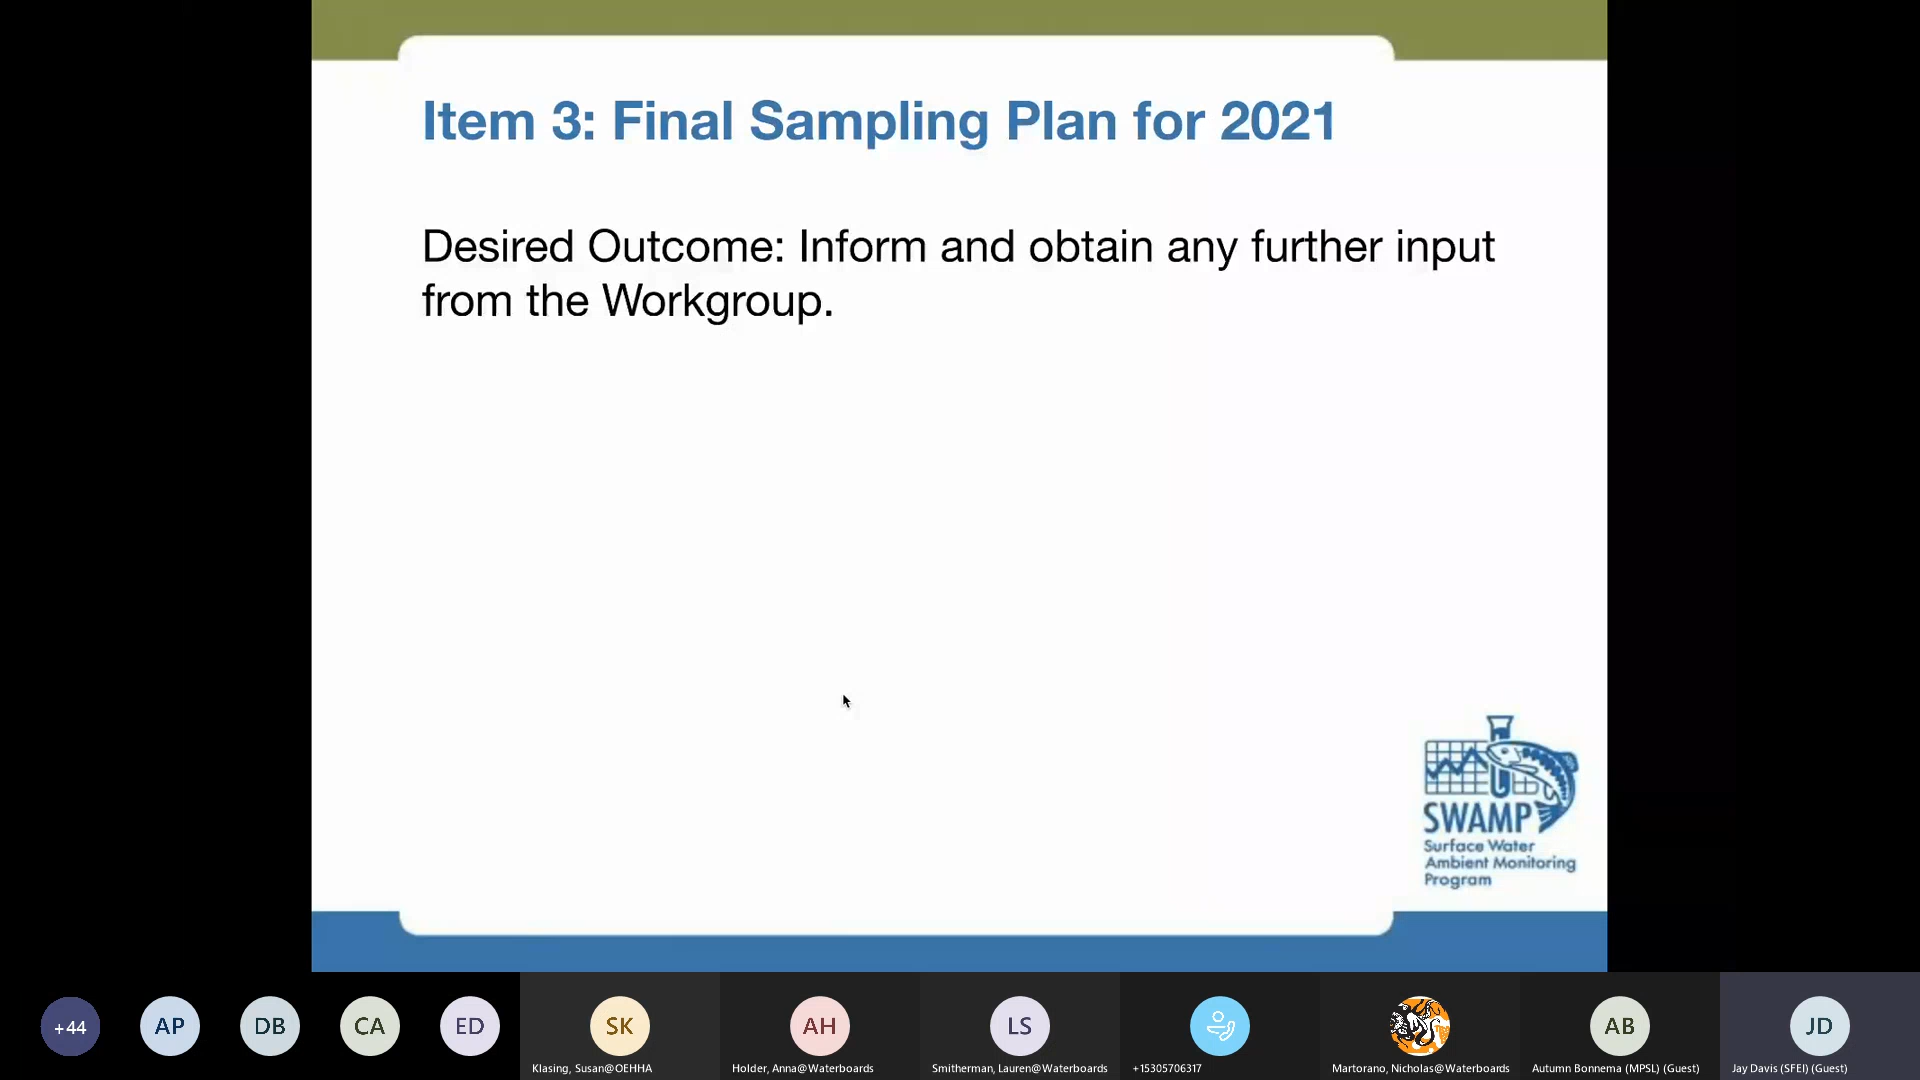 Item 3: Final Sampling Plan for 2021
Desired Outcome: Inform and obtain any further input
from the Workgroup.
SWAMP
Surface Water
Ambient Monitoring
Program
+44
AP
DB
CA
ED
SK
AH
LS
AB
JD
Klasing, Susan@OEHHA
Holder, Anna@Waterboards
Smitherman, Lauren@Waterboards
+15305706317
Martorano, Nicholas@Waterboards
Autumn Bonnema (MPSL) (Guest)
Jay Davis (SFEI) (Guest)